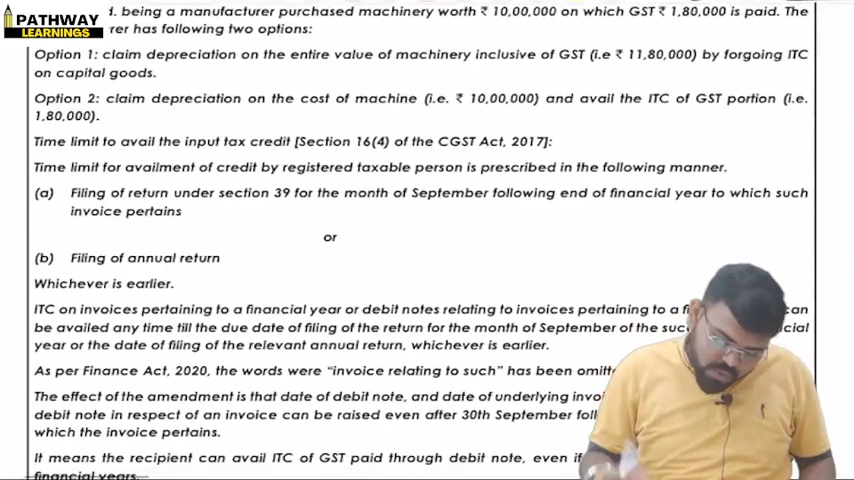 PATHWAY
LEARNINGS
d. being a manufacturer purchased machinery worth ₹ 10,00,000 on which GST ₹ 1,80,000 is paid. The
rer has following two options:
Option 1: claim depreciation on the entire value of machinery inclusive of GST (i.e ₹ 11,80,000) by forgoing ITC
on capital goods.
Option 2: claim depreciation on the cost of machine (i.e. ₹ 10,00,000) and avail the ITC of GST portion (i.e.
1,80,000).
Time limit to avail the input tax credit [Section 16(4) of the CGST Act, 2017]:
Time limit for availment of credit by registered taxable person is prescribed in the following manner.
(a) Filing of return under section 39 for the month of September following end of financial year to which such
invoice pertains
or
(b) Filing of annual return
Whichever is earlier.
ITC on invoices pertaining to a financial year or debit notes relating to invoices pertaining to a can
be availed any time till the due date of filing of the return for the month of September of the cial
year or the date of filing of the relevant annual return, whichever is earlier.
As per Finance Act, 2020, the words were "invoice relating to such" has been
The effect of the amendment is that date of debit note, and date of underlying
debit note in respect of an invoice can be raised even after 30th September
which the invoice pertains.
It means the recipient can avail ITC of GST paid through debit note, even
financial years.